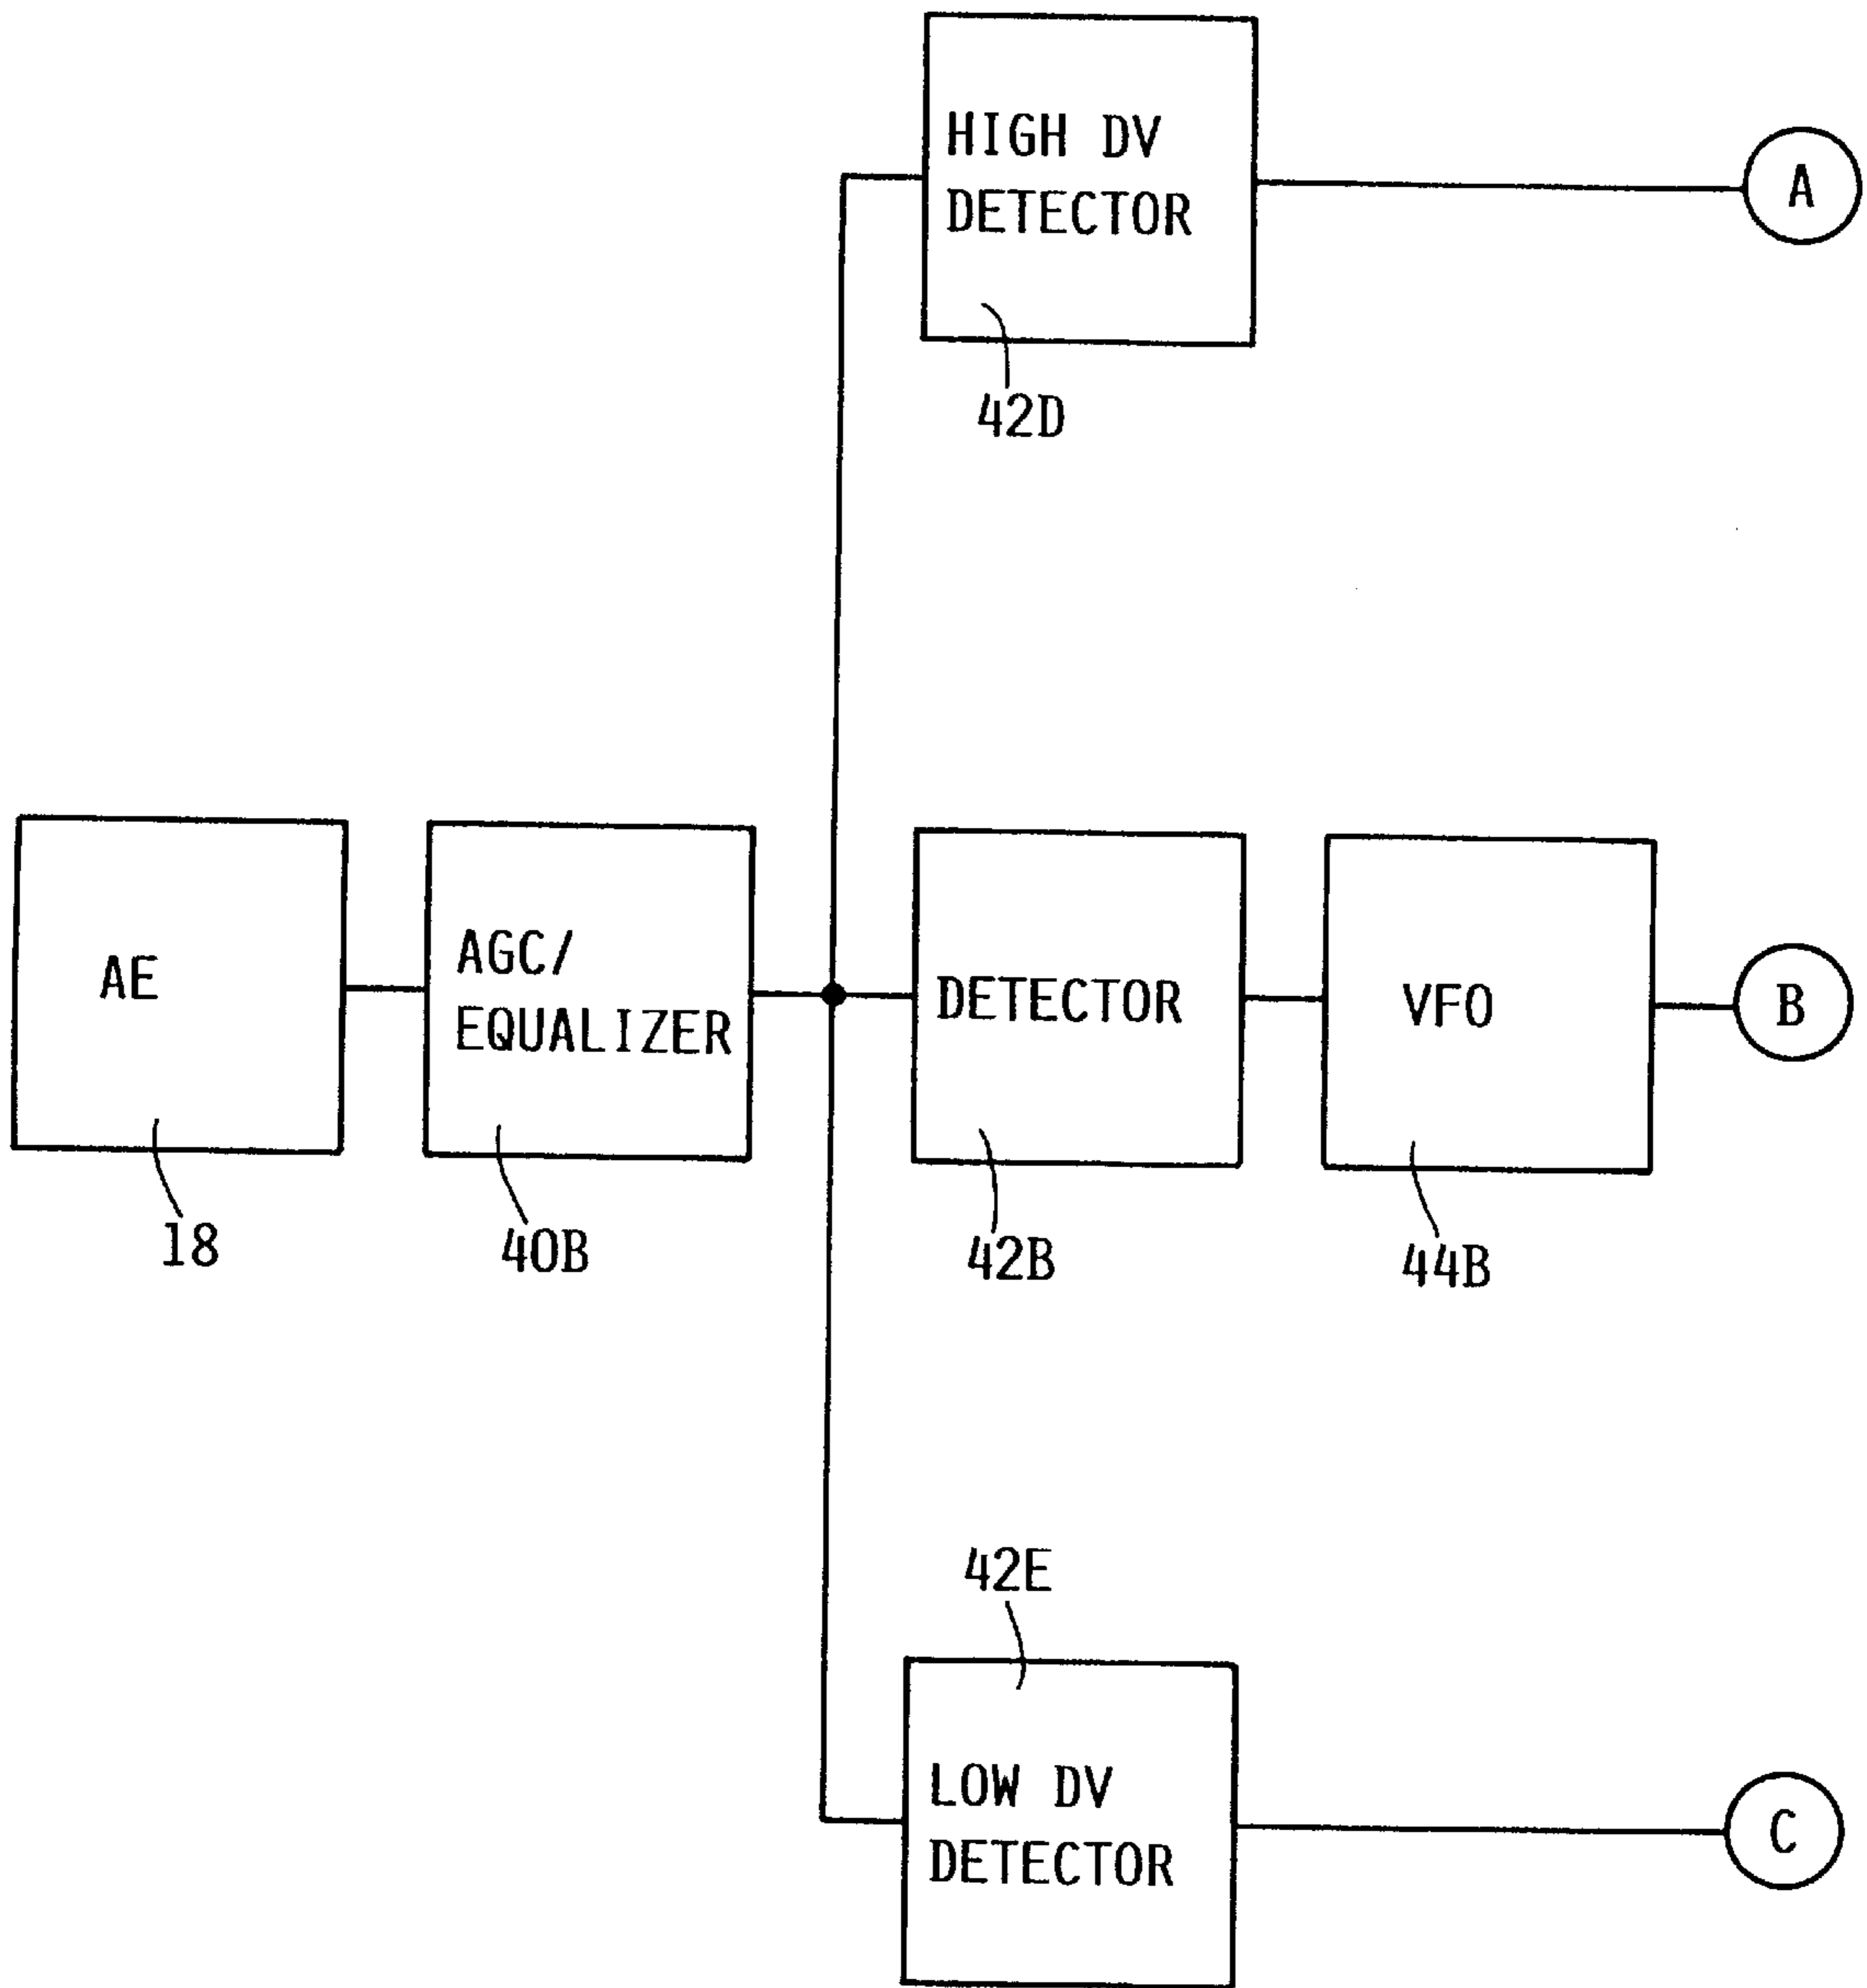 HIGH DV
DETECTOR
A
42D
AE
AGC/
EQUALIZER
DETECTOR
VFO
B
18
40B
42B
44B
42E
LOW DV
DETECTOR
C